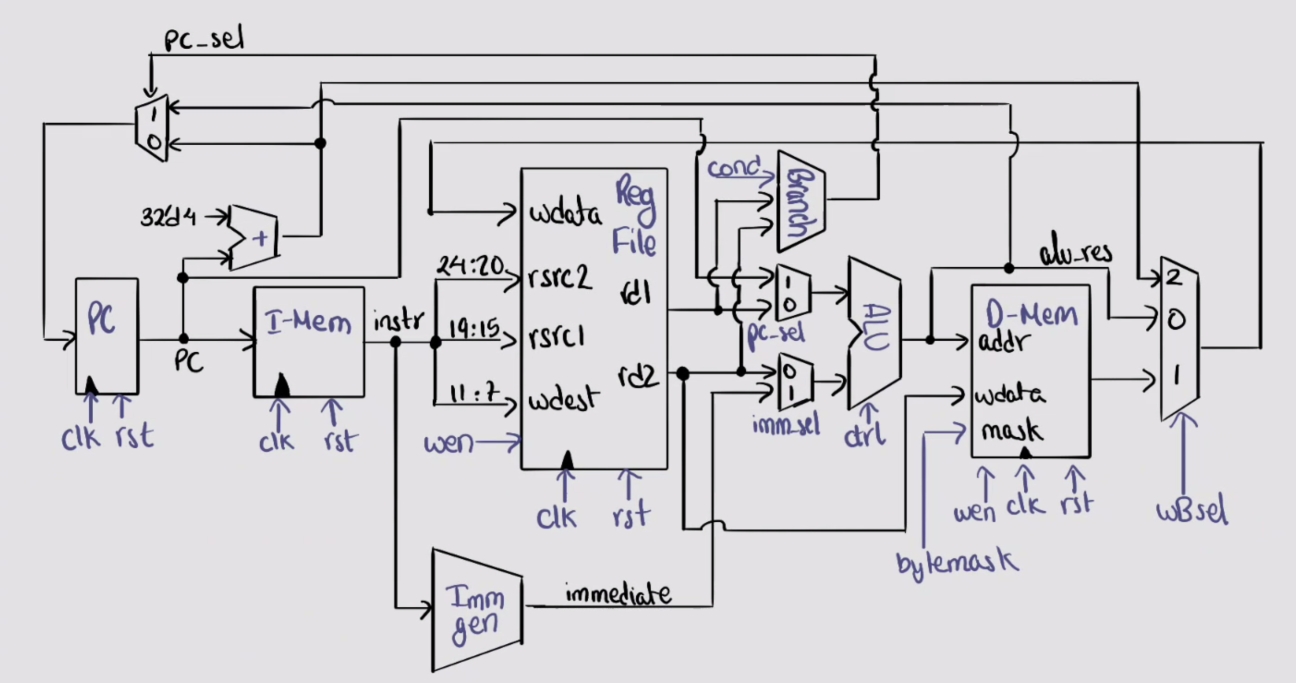 pc_sel
1
0
32'd4
+
PC
PC
clk rst
I-Mem
clk
rst
instr
24:20
19:15
11:7
wen
Reg
File
wdata
rsrc2
rsrc1
wdest
rd1
rd2
clk
rst
Imm
gen
immediate
cond
Branch
1
0
pc_sel
0
1
imm_sel
ALU
ctrl
alu_res
D-Mem
addr
wdata
mask
wen clk rst
bytemask
2
0
1
wBsel